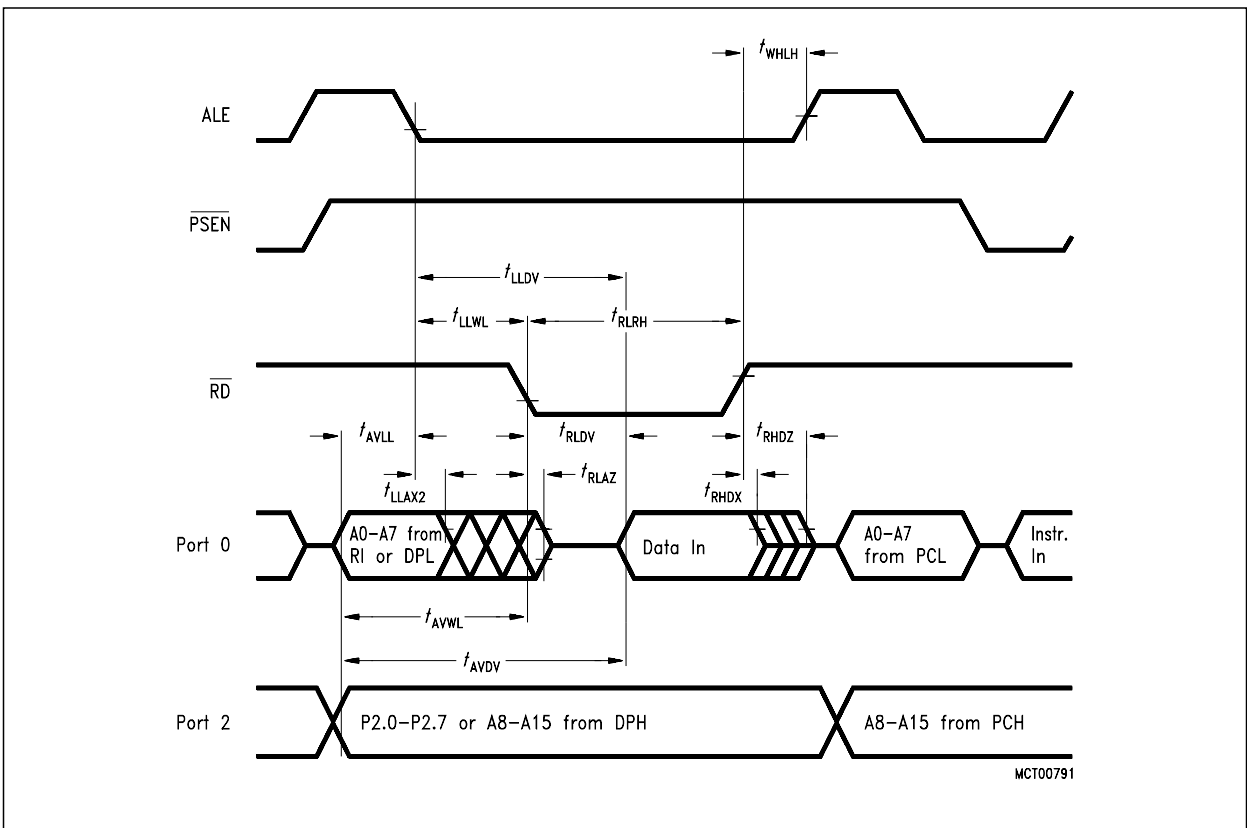 tWHLH
ALE
PSEN
tLLDV
tLLWL
tRLRH
RD
tAVLL
tRLDV
tRHDZ
tRLAZ
tLLAX2
tRHDX
Port 0
A0-A7 from
RI or DPL
Data In
A0-A7
from PCL
Instr.
In
tAVWL
tAVDV
Port 2
P2.0-P2.7 or A8-A15 from DPH
A8-A15 from PCH
MCT00791